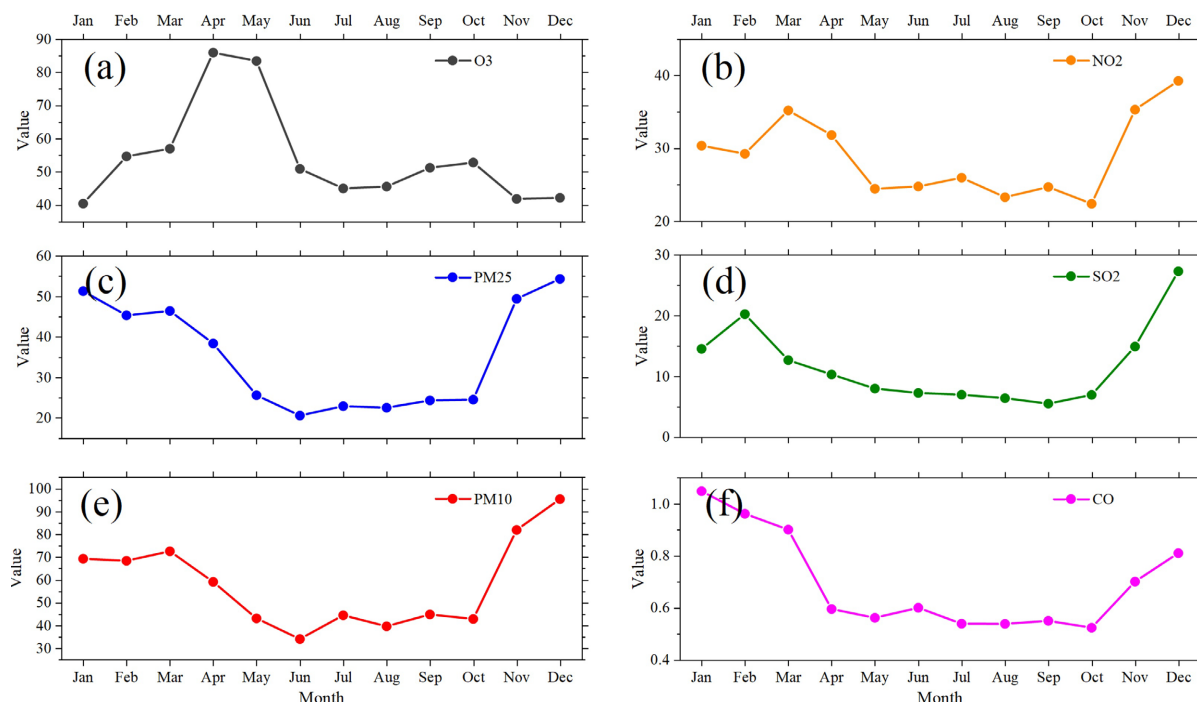 Jan Feb Mar Apr May Jun Jul Aug Sep Oct Nov Dec
90
80
70
60
50
40
Value
(a)
O3
Jan Feb Mar Apr May Jun Jul Aug Sep Oct Nov Dec
40
30
20
Value
(b)
NO2
60
50
40
30
20
Value
(c)
PM25
30
20
10
0
Value
(d)
SO2
100
90
80
70
60
50
40
30
Value
(e)
PM10
Jan Feb Mar Apr May Jun Jul Aug Sep Oct Nov Dec
Month
1.0
0.8
0.6
0.4
Value
(f)
CO
Jan Feb Mar Apr May Jun Jul Aug Sep Oct Nov Dec
Month